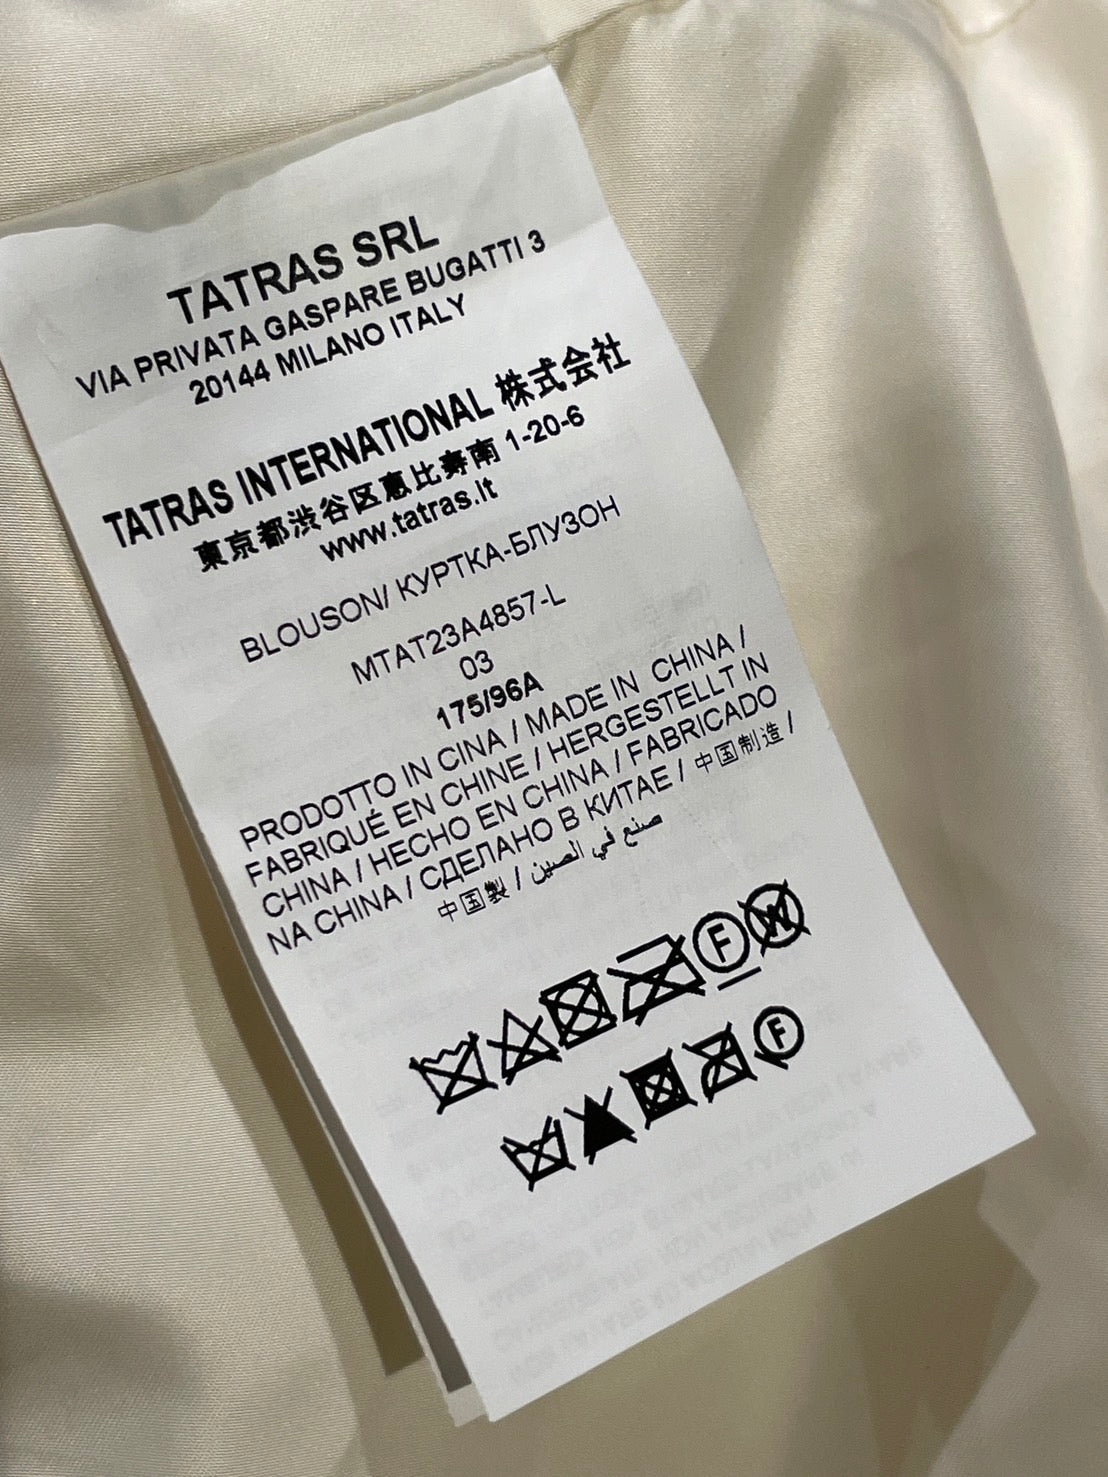 TATRAS SRL
VIA PRIVATA GASPARE BUGATTI 3
20144 MILANO ITALY
TATRAS INTERNATIONAL 株式会社
東京都渋谷区恵比寿南 1-20-6
www.tatras.it
BLOUSON/ КУРТКА-БЛУЗОН
MTAT23A4857-L
03
175/96A
PRODOTTO IN CINA / MADE IN CHINA /
FABRIQUÉ EN CHINE / HERGESTELLT IN
CHINA / HECHO EN CHINA / FABRICADO
NA CHINA / СДЕЛАНО В КИТАЕ / 中国制造 /
中国製 / صنع في الصين
F W
F